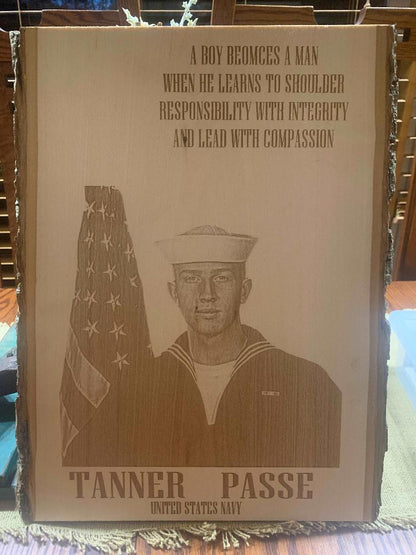 A BOY BEOMCES A MAN
WHEN HE LEARNS TO SHOULDER
RESPONSIBILITY WITH INTEGRITY
AND LEAD WITH COMPASSION
TANNER PASSE
UNITED STATES NAVY